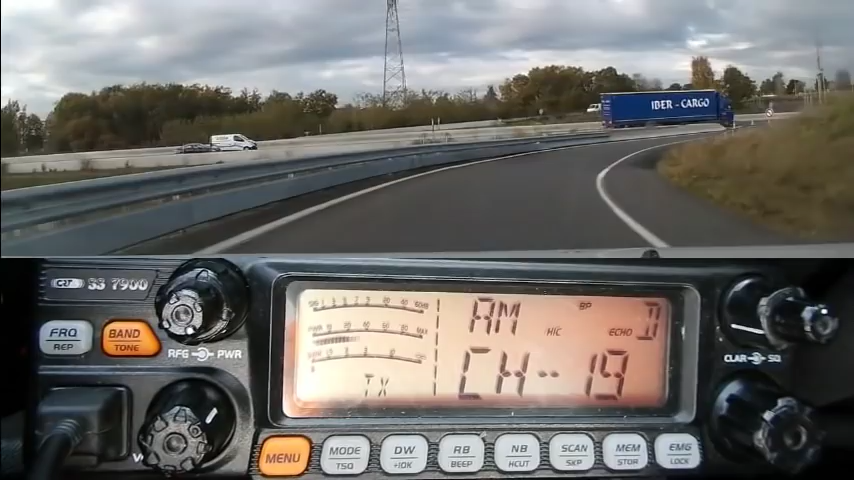 IBER - CARGO
CRT SS 7900
FRQ
REP
BAND
TONE
RFG PWR
AM
BP
HIC
ECHO
D
TX
CH--19
CLAR SQ
MENU
MODE
TSQ
DW
+10K
RB
BEEP
NB
HCUT
SCAN
SKP
MEM
STOR
EMG
LOCK